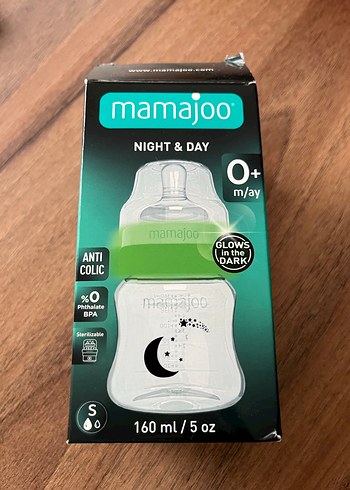 www.mamajoo.com
mamajoo®
NIGHT & DAY
0+
m/ay
mamajoo
GLOWS
in the
DARK
ANTI
COLIC
mamajoo
%0
Phthalate
BPA
Sterilizable
S
160 ml / 5 oz